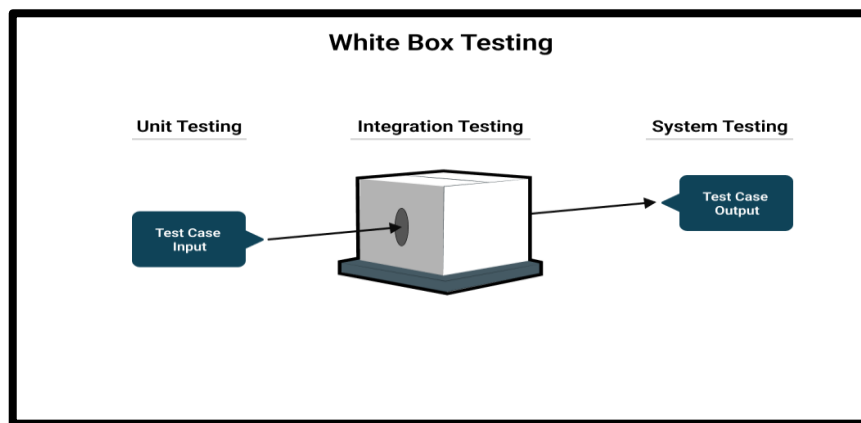 White Box Testing
Unit Testing
Integration Testing
System Testing
Test Case
Input
Test Case
Output